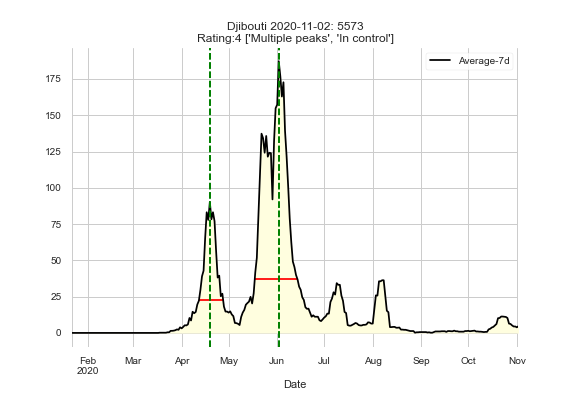 Djibouti 2020-11-02: 5573
Rating:4 ['Multiple peaks', 'In control']
Average-7d
175
150
125
100
75
50
25
0
Feb
2020
Mar
Apr
May
Jun
Jul
Aug
Sep
Oct
Nov
Date